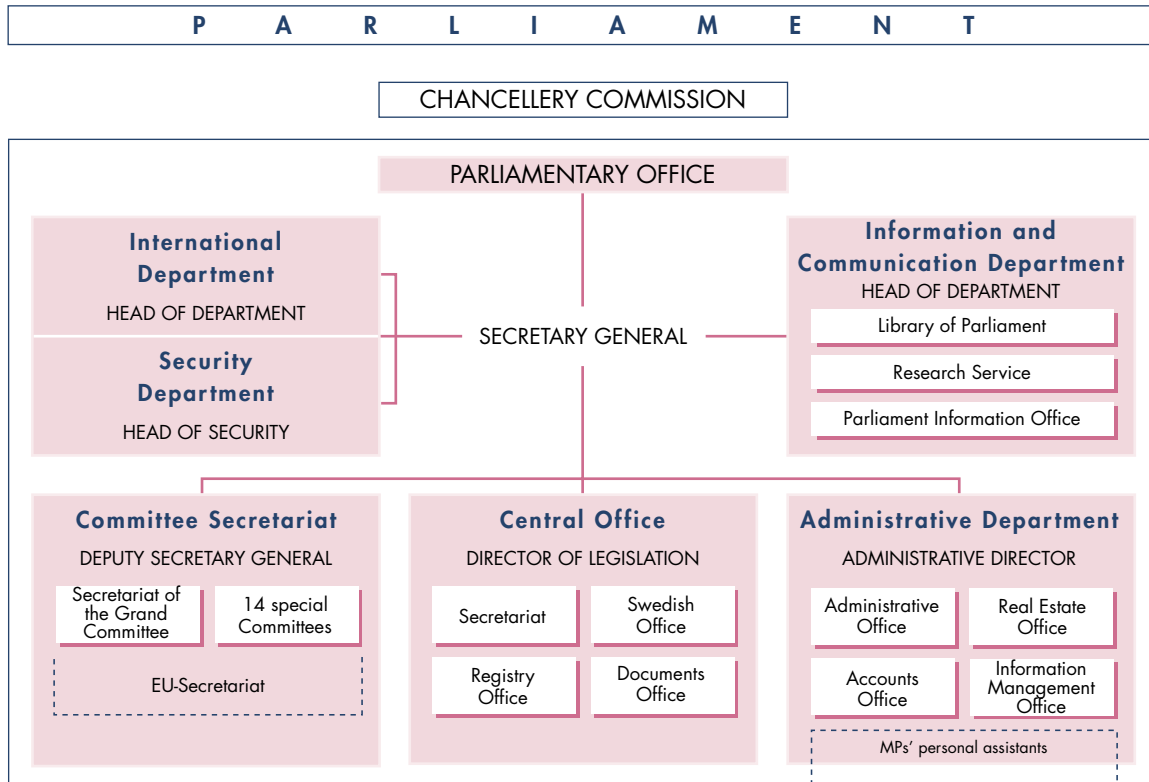 PARLIAMENT
CHANCELLERY COMMISSION
PARLIAMENTARY OFFICE
International
Department
HEAD OF DEPARTMENT
Security
Department
HEAD OF SECURITY
SECRETARY GENERAL
Information and
Communication Department
HEAD OF DEPARTMENT
Library of Parliament
Research Service
Parliament Information Office
Committee Secretariat
DEPUTY SECRETARY GENERAL
Secretariat of
the Grand
Committee
14 special
Committees
EU-Secretariat
Central Office
DIRECTOR OF LEGISLATION
Secretariat
Swedish
Office
Registry
Office
Documents
Office
Administrative Department
ADMINISTRATIVE DIRECTOR
Administrative
Office
Real Estate
Office
Accounts
Office
Information
Management
Office
MPs’ personal assistants